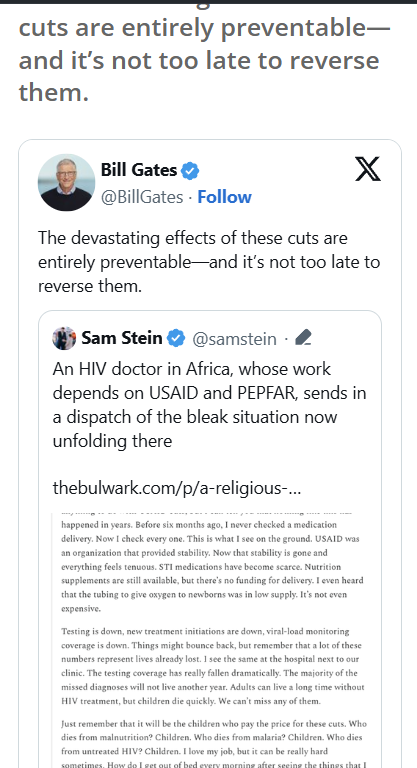 cuts are entirely preventable—
and it's not too late to reverse
them.
Bill Gates
@BillGates · Follow
The devastating effects of these cuts are
entirely preventable—and it's not too late to
reverse them.
Sam Stein @samstein ·
An HIV doctor in Africa, whose work
depends on USAID and PEPFAR, sends in
a dispatch of the bleak situation now
unfolding there
thebulwark.com/p/a-religious-…
happened in years. Before six months ago, I never checked a medication
delivery. Now I check every one. This is what I see on the ground. USAID was
an organization that provided stability. Now that stability is gone and
everything feels tenuous. STI medications have become scarce. Nutrition
supplements are still available, but there's no funding for delivery. I even heard
that the tubing to give oxygen to newborns was in low supply. It's not even
expensive.
Testing is down, new treatment initiations are down, viral-load monitoring
coverage is down. Things might bounce back, but remember that a lot of these
numbers represent lives already lost. I see the same at the hospital next to our
clinic. The testing coverage has really fallen dramatically. The majority of the
missed diagnoses will not live another year. Adults can live a long time without
HIV treatment, but children die quickly. We can't miss any of them.
Just remember that it will be the children who pay the price for these cuts. Who
dies from malnutrition? Children. Who dies from malaria? Children. Who dies
from untreated HIV? Children. I love my job, but it can be really hard
sometimes. How do I get out of bed every morning after seeing the things that I